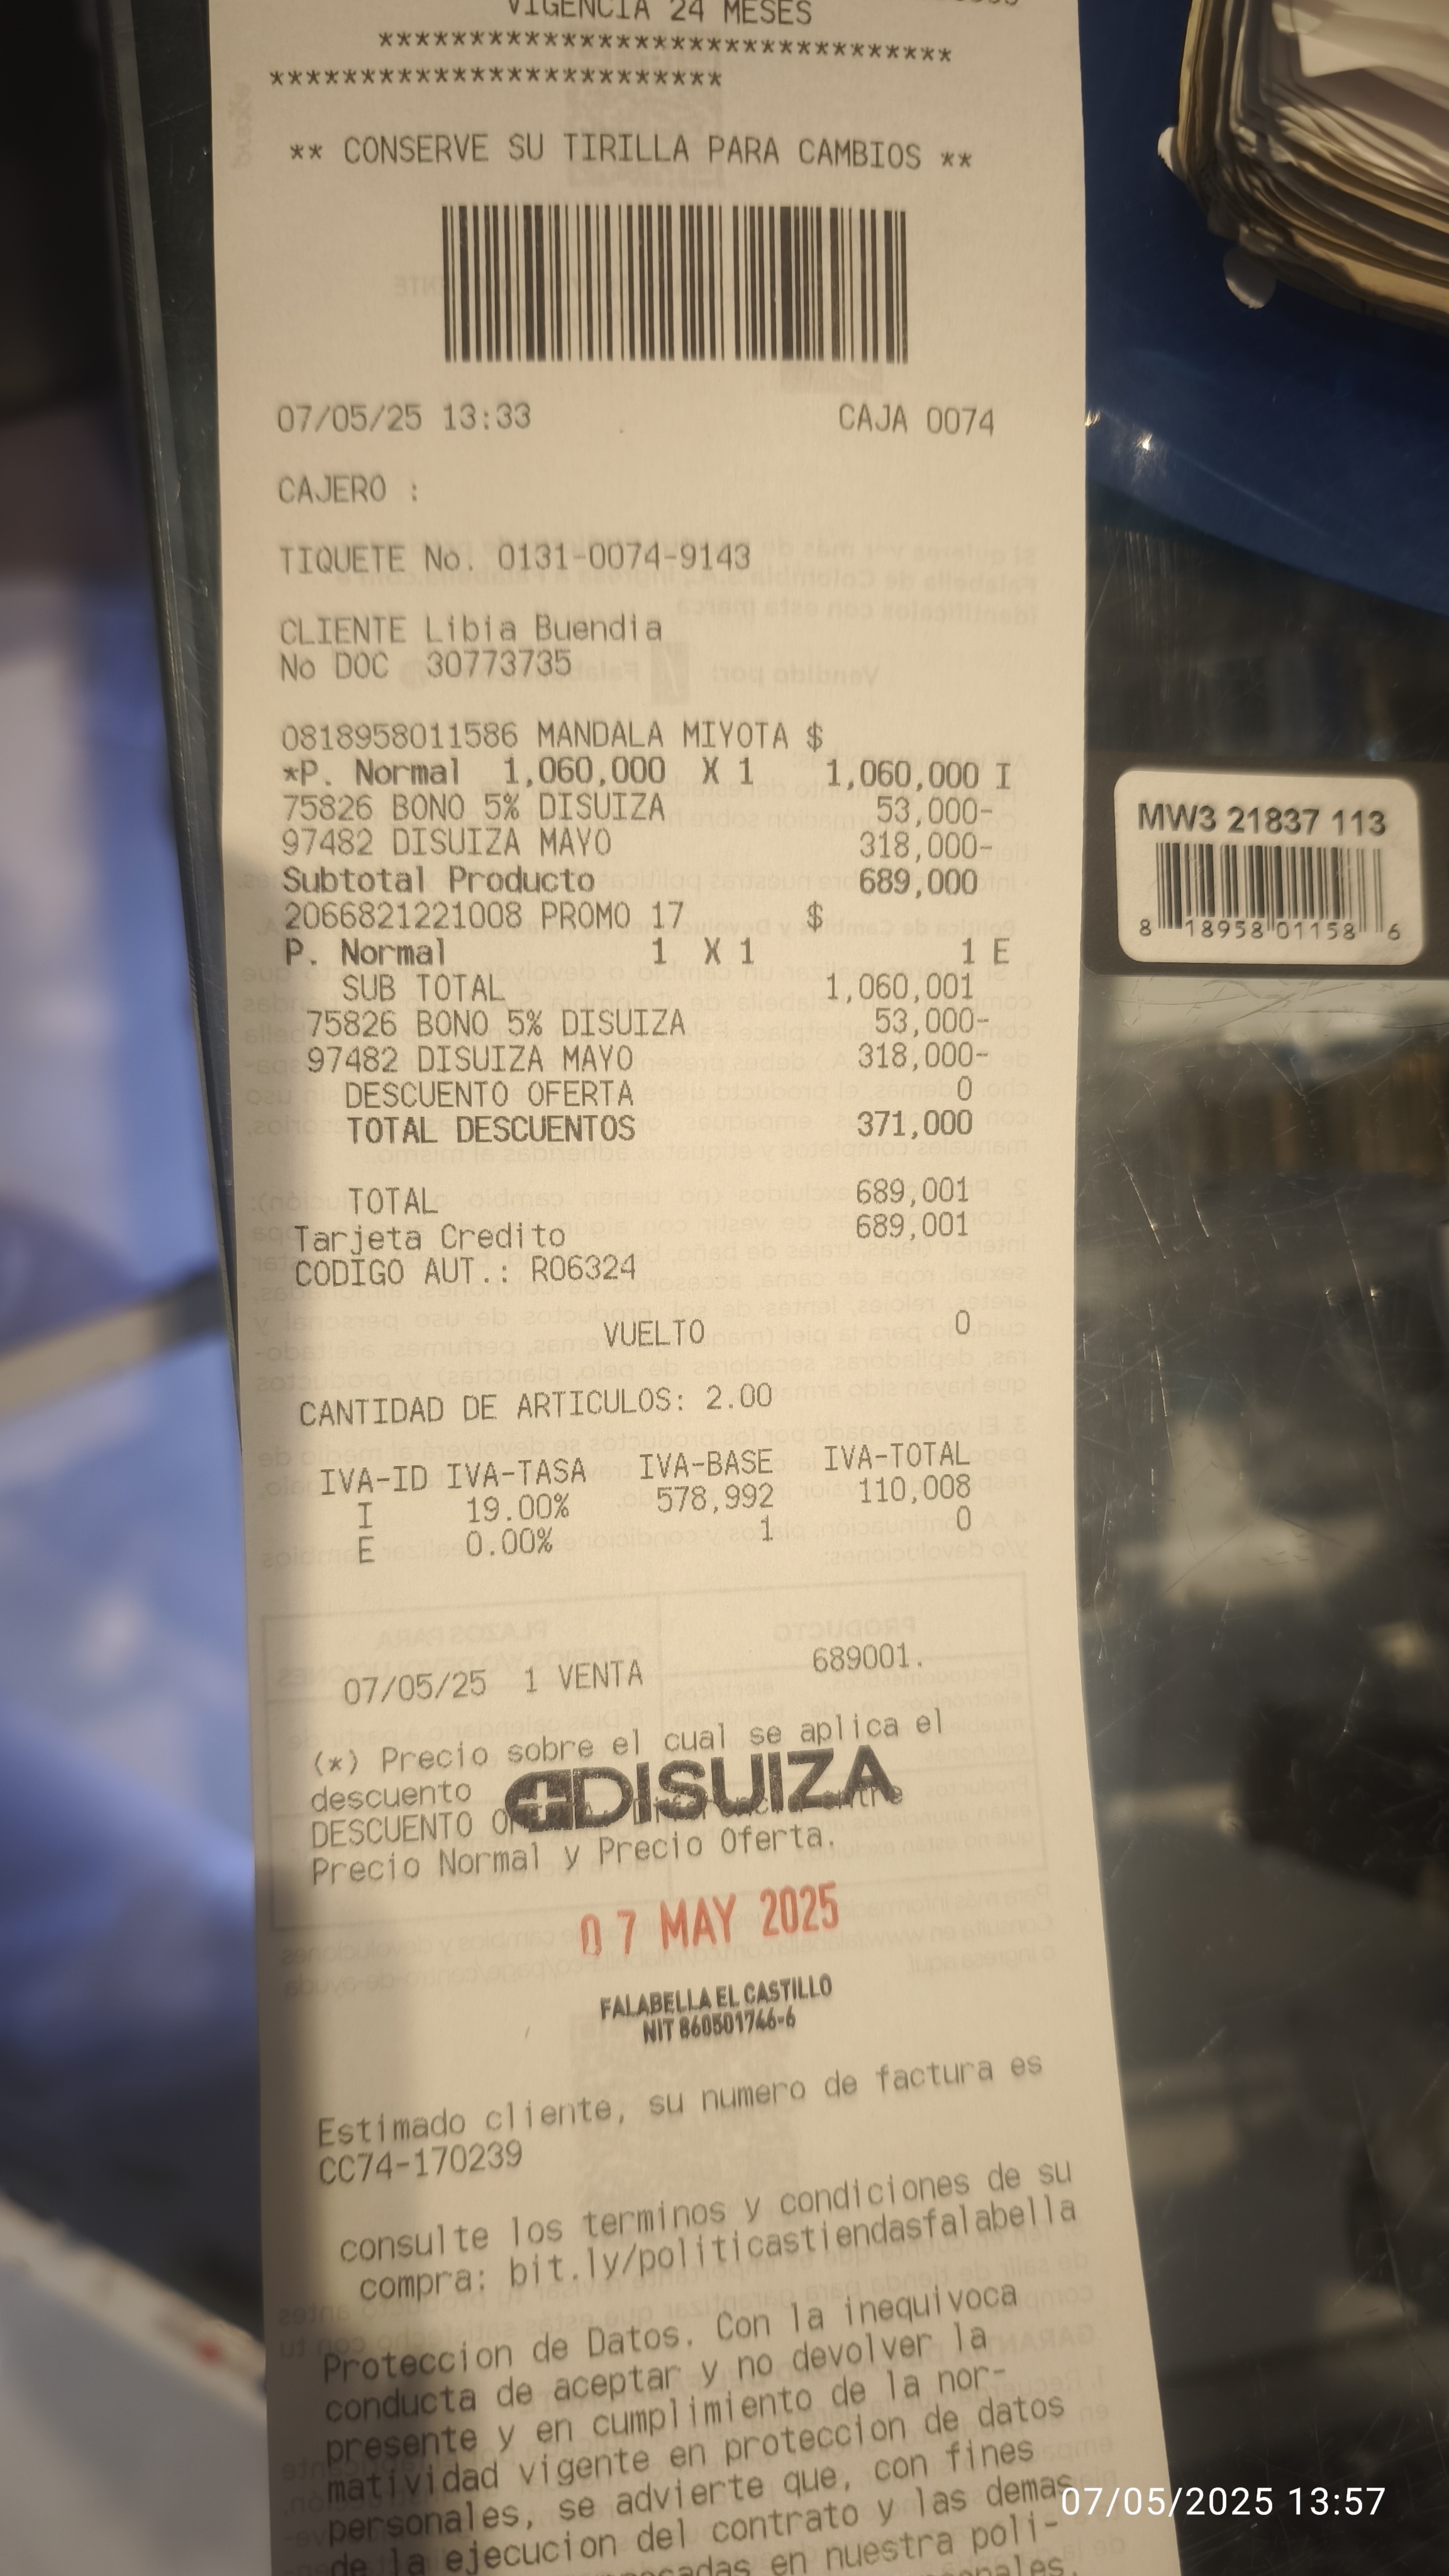 VIGENCIA 24 MESES
*******************************
*************************
** CONSERVE SU TIRILLA PARA CAMBIOS **
07/05/25 13:33 CAJA 0074
CAJERO :
TIQUETE No. 0131-0074-9143
CLIENTE Libia Buendia
No DOC 30773735
0818958011586 MANDALA MIYOTA $
*P. Normal 1,060,000 X 1 1,060,000 I
75826 BONO 5% DISUIZA 53,000-
97482 DISUIZA MAYO 318,000-
Subtotal Producto 689,000
2066821221008 PROMO 17 $
P. Normal 1 X 1 1 E
SUB TOTAL 1,060,001
75826 BONO 5% DISUIZA 53,000-
97482 DISUIZA MAYO 318,000-
DESCUENTO OFERTA 0
TOTAL DESCUENTOS 371,000
TOTAL 689,001
Tarjeta Credito 689,001
CODIGO AUT.: R06324
VUELTO 0
CANTIDAD DE ARTICULOS: 2.00
IVA-ID IVA-TASA IVA-BASE IVA-TOTAL
I 19.00% 578,992 110,008
E 0.00% 1 0
07/05/25 1 VENTA 689001.
(*) Precio sobre el cual se aplica el
descuento
DISUIZA
DESCUENTO entre
Precio Normal y Precio Oferta.
07 MAY 2025
FALABELLA EL CASTILLO
NIT 860501746-6
Estimado cliente, su numero de factura es
CC74-170239
consulte los terminos y condiciones de su
compra: bit.ly/politicastiendasfalabella
Proteccion de Datos. Con la inequivoca
conducta de aceptar y no devolver la
presente y en cumplimiento de la nor-
matividad vigente en proteccion de datos
personales, se advierte que, con fines
de la ejecucion del contrato y las demas
en nuestra poli-
MW3 21837 113
8 18958 01158 6
07/05/2025 13:57